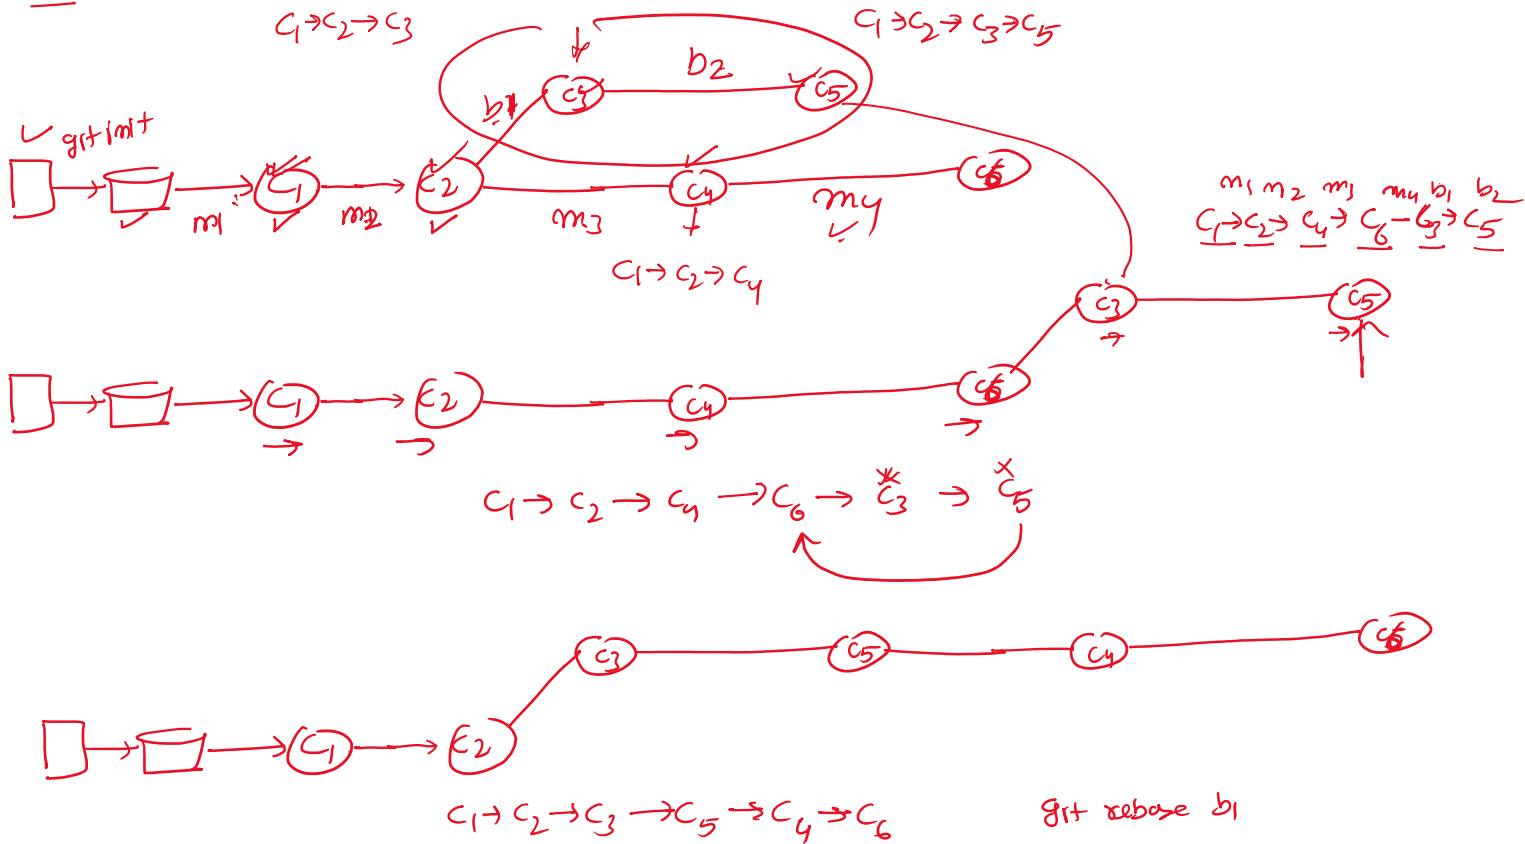 C1→C2→C3
C1→C2→C3→C5
b2
C3
C5
b1
git init
C1
C2
C4
C6
m1
m2
m3
m4
m1 m2 m3 m4 b1 b2
C1→C2→C4→C6–C3→C5
C1→C2→C4
C3
C5
C1
C2
C4
C6
C1→C2→C4→C6→C3→C5
C3
C5
C4
C6
C1
C2
C1→C2→C3→C5→C4→C6
git rebase b1